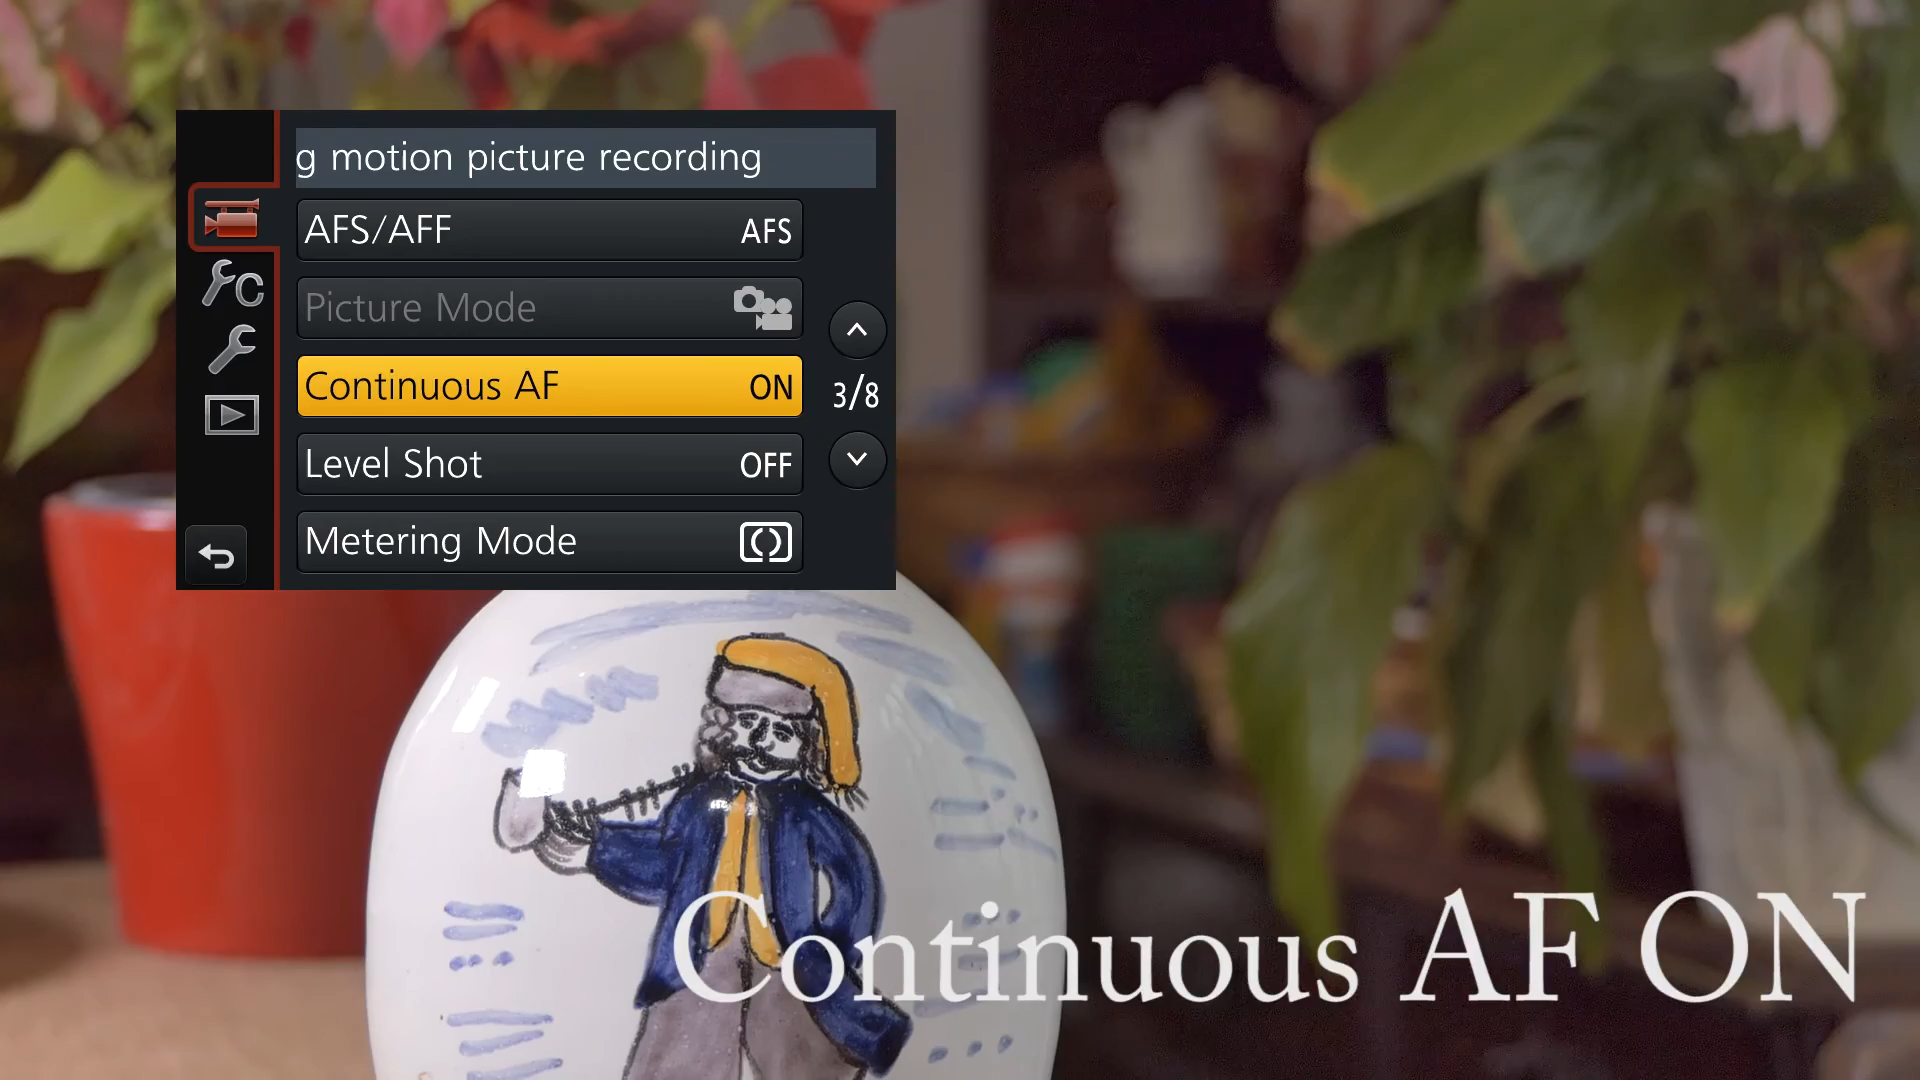 g motion picture recording
AFS/AFF AFS
Picture Mode
Continuous AF ON
3/8
Level Shot OFF
Metering Mode
C
Continuous AF ON